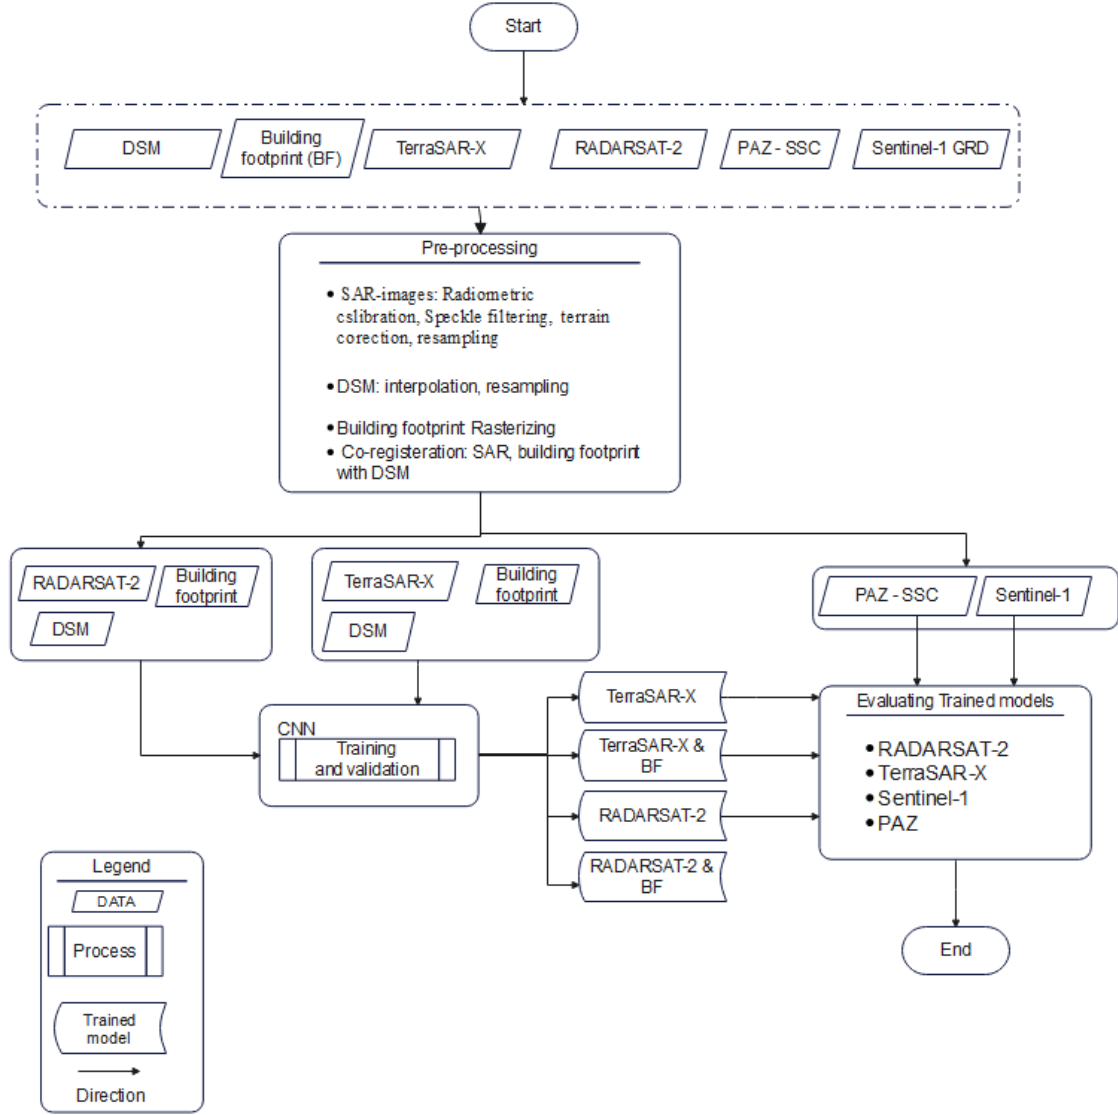 Start
DSM
Building
footprint (BF)
TerraSAR-X
RADARSAT-2
PAZ - SSC
Sentinel-1 GRD
Pre-processing
• SAR-images: Radiometric
cslibration, Speckle filtering, terrain
corection, resampling
• DSM: interpolation, resampling
• Building footprint: Rasterizing
• Co-registeration: SAR, building footprint
with DSM
RADARSAT-2
Building
footprint
DSM
TerraSAR-X
Building
footprint
DSM
PAZ - SSC
Sentinel-1
CNN
Training
and validation
TerraSAR-X
TerraSAR-X &
BF
RADARSAT-2
RADARSAT-2 &
BF
Evaluating Trained models
• RADARSAT-2
• TerraSAR-X
• Sentinel-1
• PAZ
End
Legend
DATA
Process
Trained
model
Direction